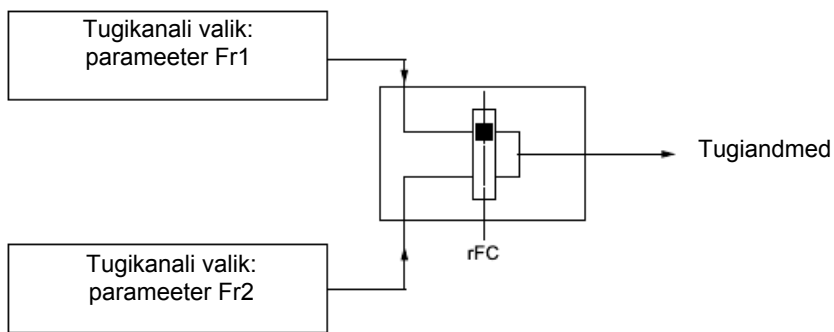 Tugikanali valik:
parameeter Fr1
Tugiandmed
rFC
Tugikanali valik:
parameeter Fr2